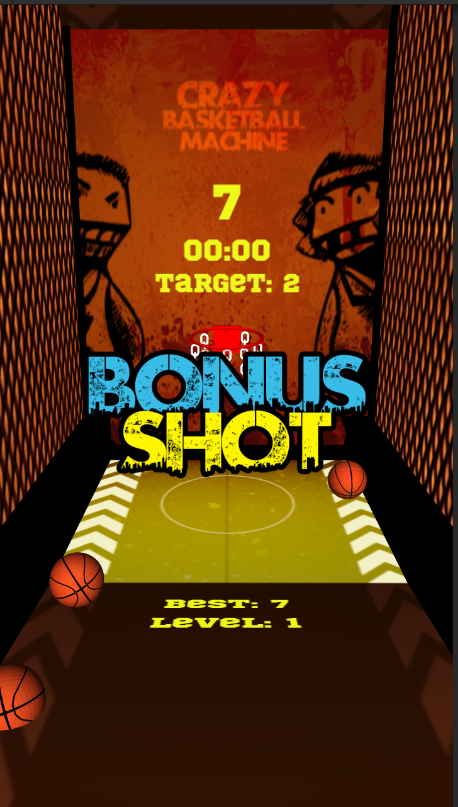 CRAZY
BASKETBALL
MACHINE
7
00:00
TARGET: 2
BONUS
SHOT
BEST: 7
LEVEL: 1